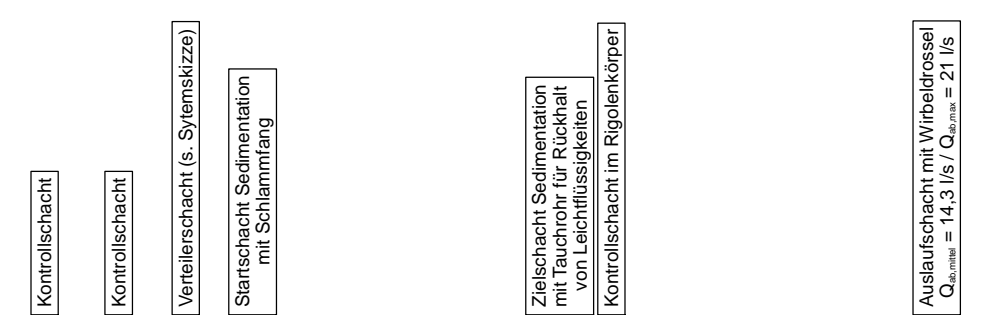 Kontrollschacht
Kontrollschacht
Verteilerschacht (s. Sytemskizze)
Startschacht Sedimentation
mit Schlammfang
Zielschacht Sedimentation
mit Tauchrohr für Rückhalt
von Leichtflüssigkeiten
Kontrollschacht im Rigolenkörper
Auslaufschacht mit Wirbeldrossel
Qab,mittel = 14,3 l/s / Qab,max = 21 l/s